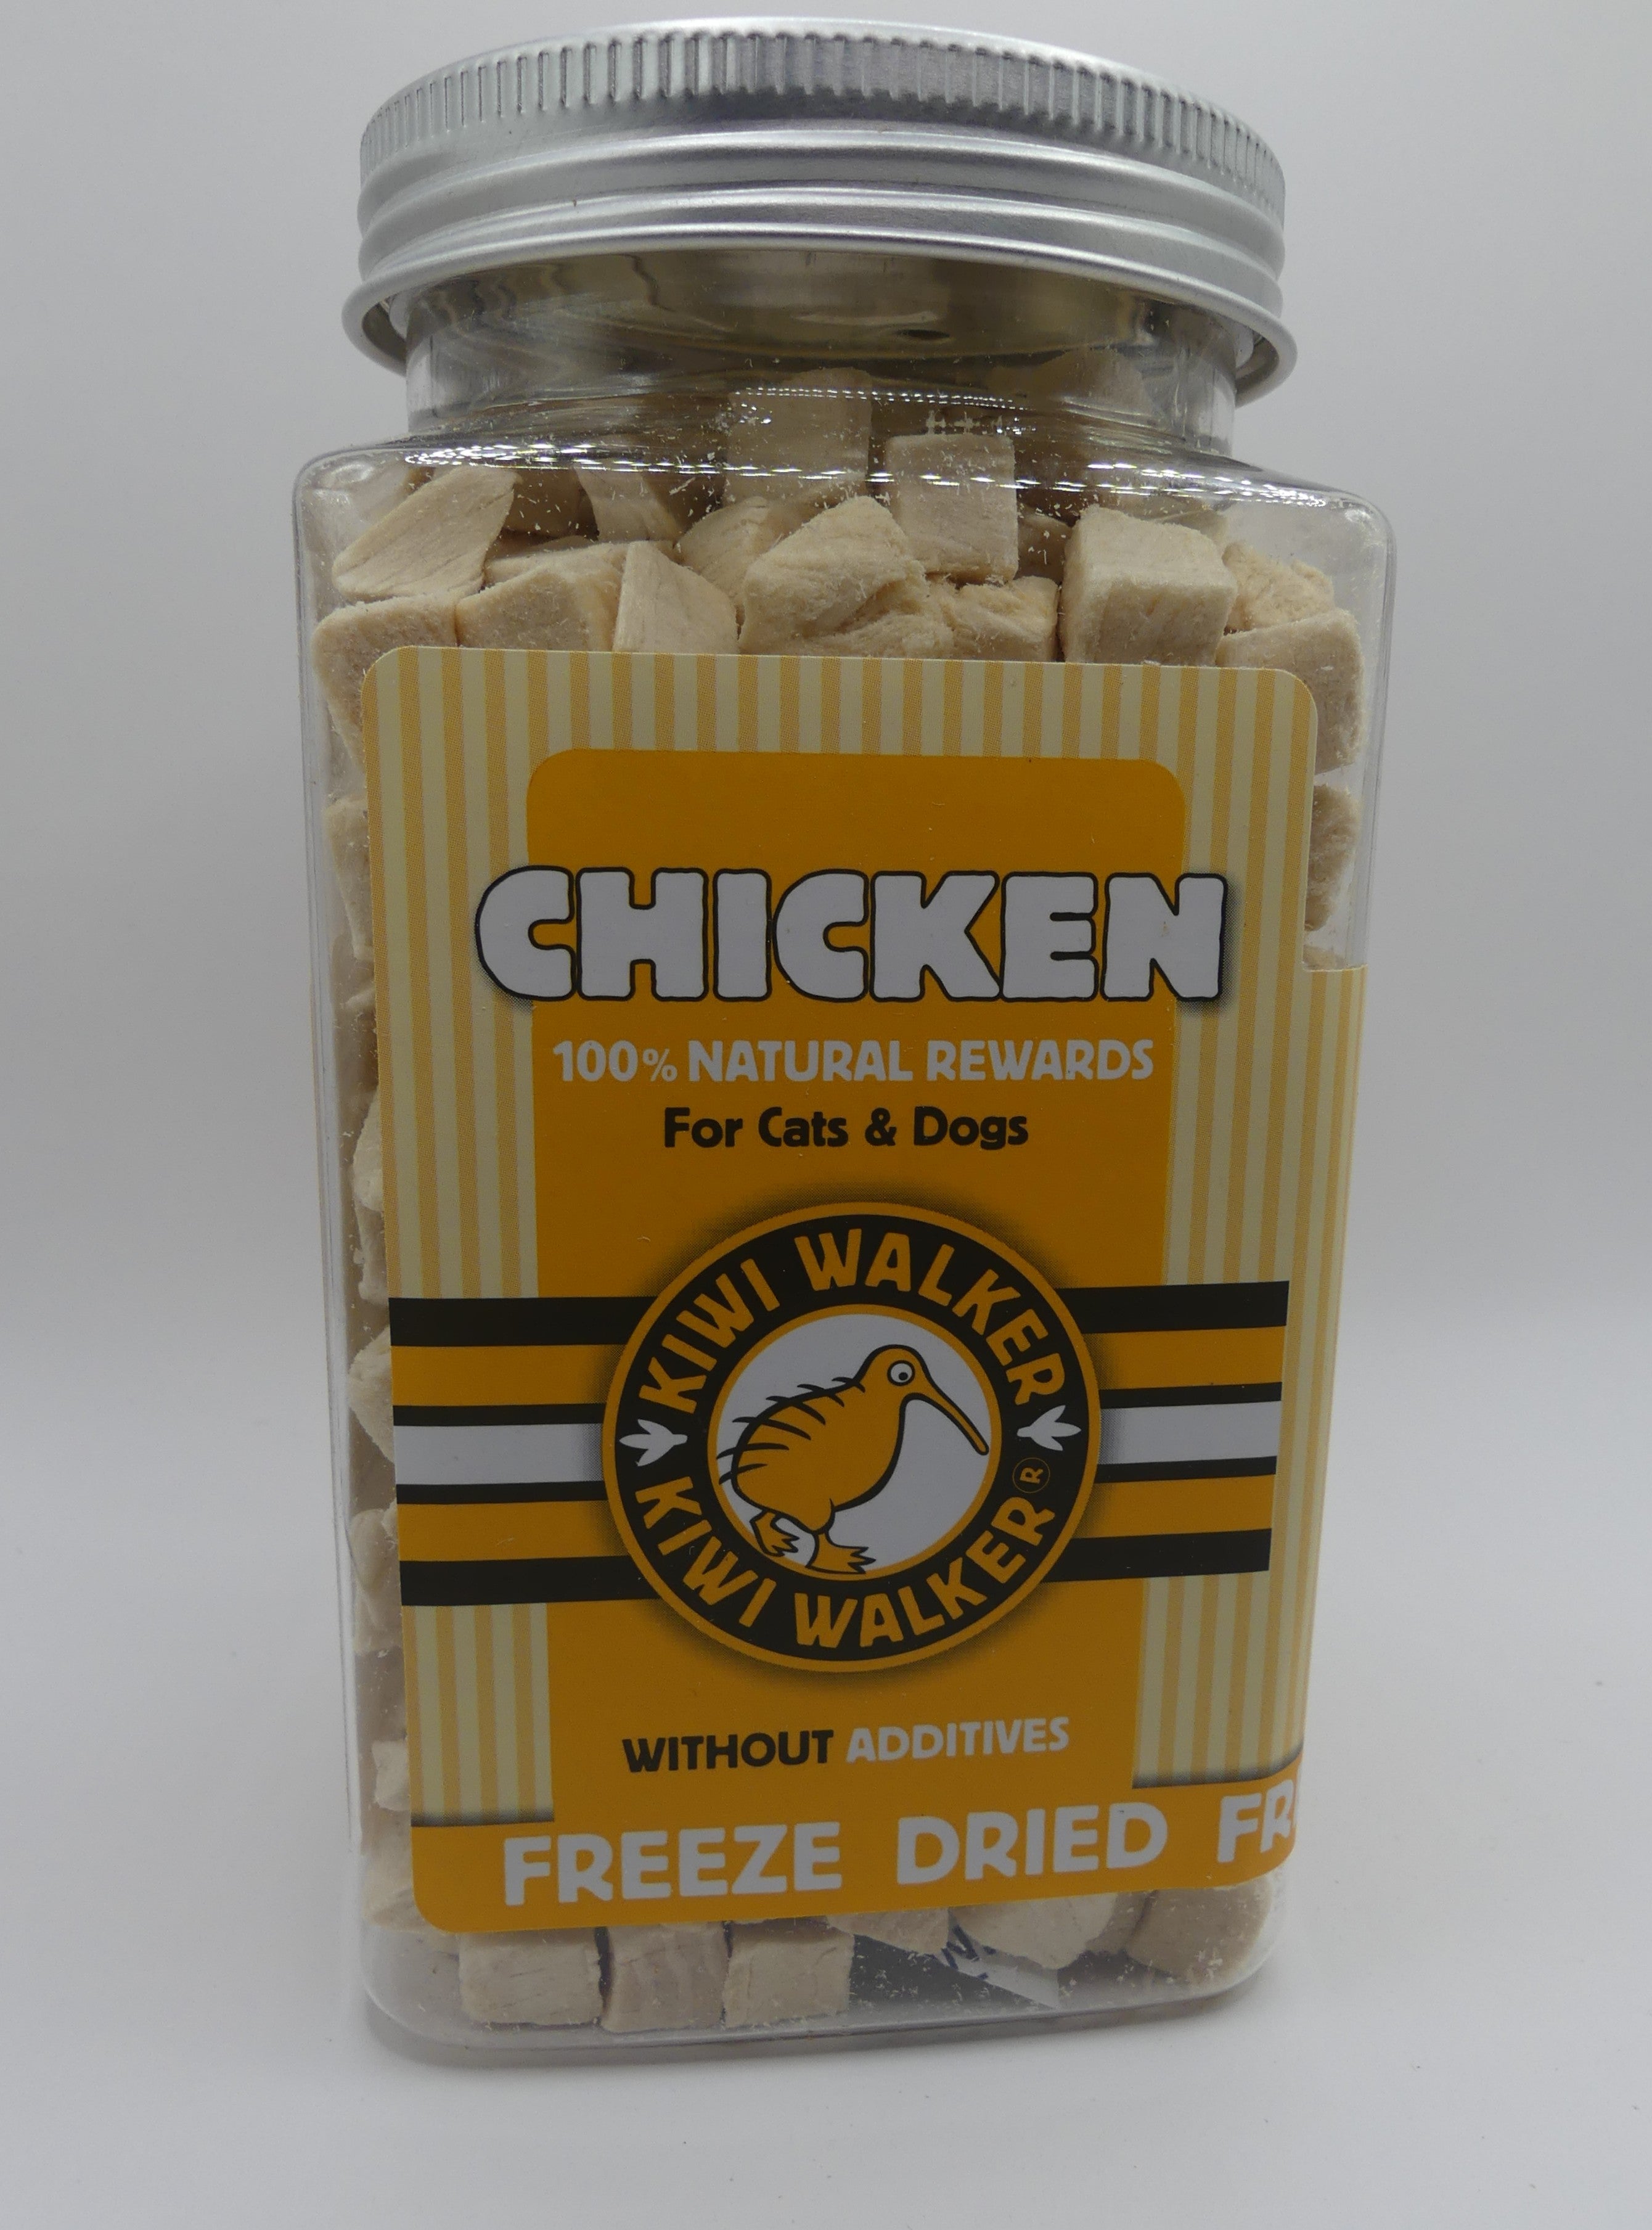 CHICKEN
100% NATURAL REWARDS
For Cats & Dogs
KIWI WALKER
KIWI WALKER®
WITHOUT ADDITIVES
FREEZE DRIED